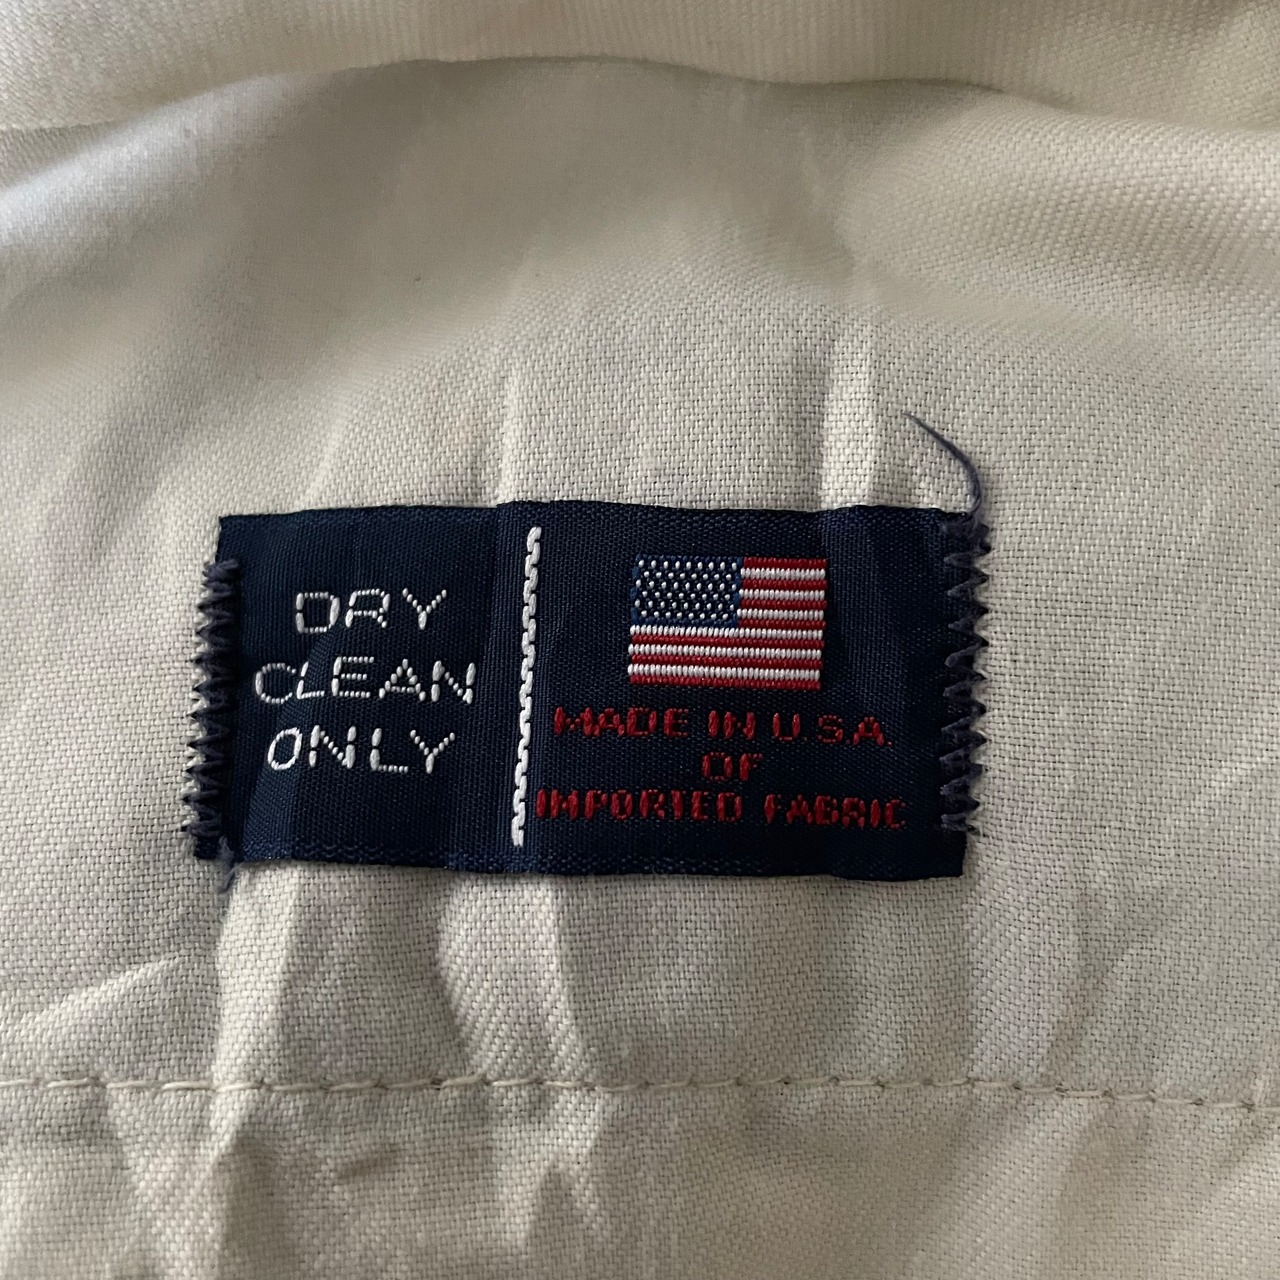 DRY
CLEAN
ONLY
MADE IN U.S.A.
OF
IMPORTED FABRIC